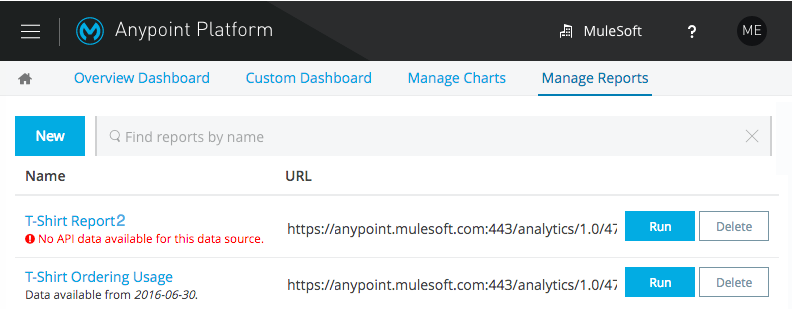 Anypoint Platform
MuleSoft
?
ME
Overview Dashboard
Custom Dashboard
Manage Charts
Manage Reports
New
Find reports by name
Name
URL
T-Shirt Report2
No API data available for this data source.
https://anypoint.mulesoft.com:443/analytics/1.0/47
Run
Delete
T-Shirt Ordering Usage
Data available from 2016-06-30.
https://anypoint.mulesoft.com:443/analytics/1.0/47
Run
Delete